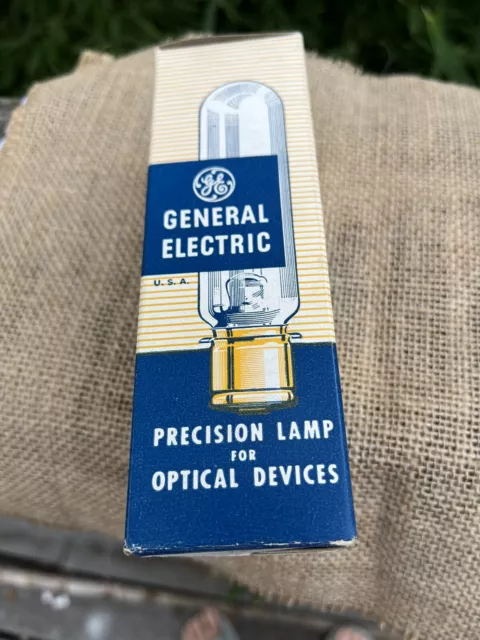 GE
GENERAL
ELECTRIC
U. S. A.
PRECISION LAMP
FOR
OPTICAL DEVICES